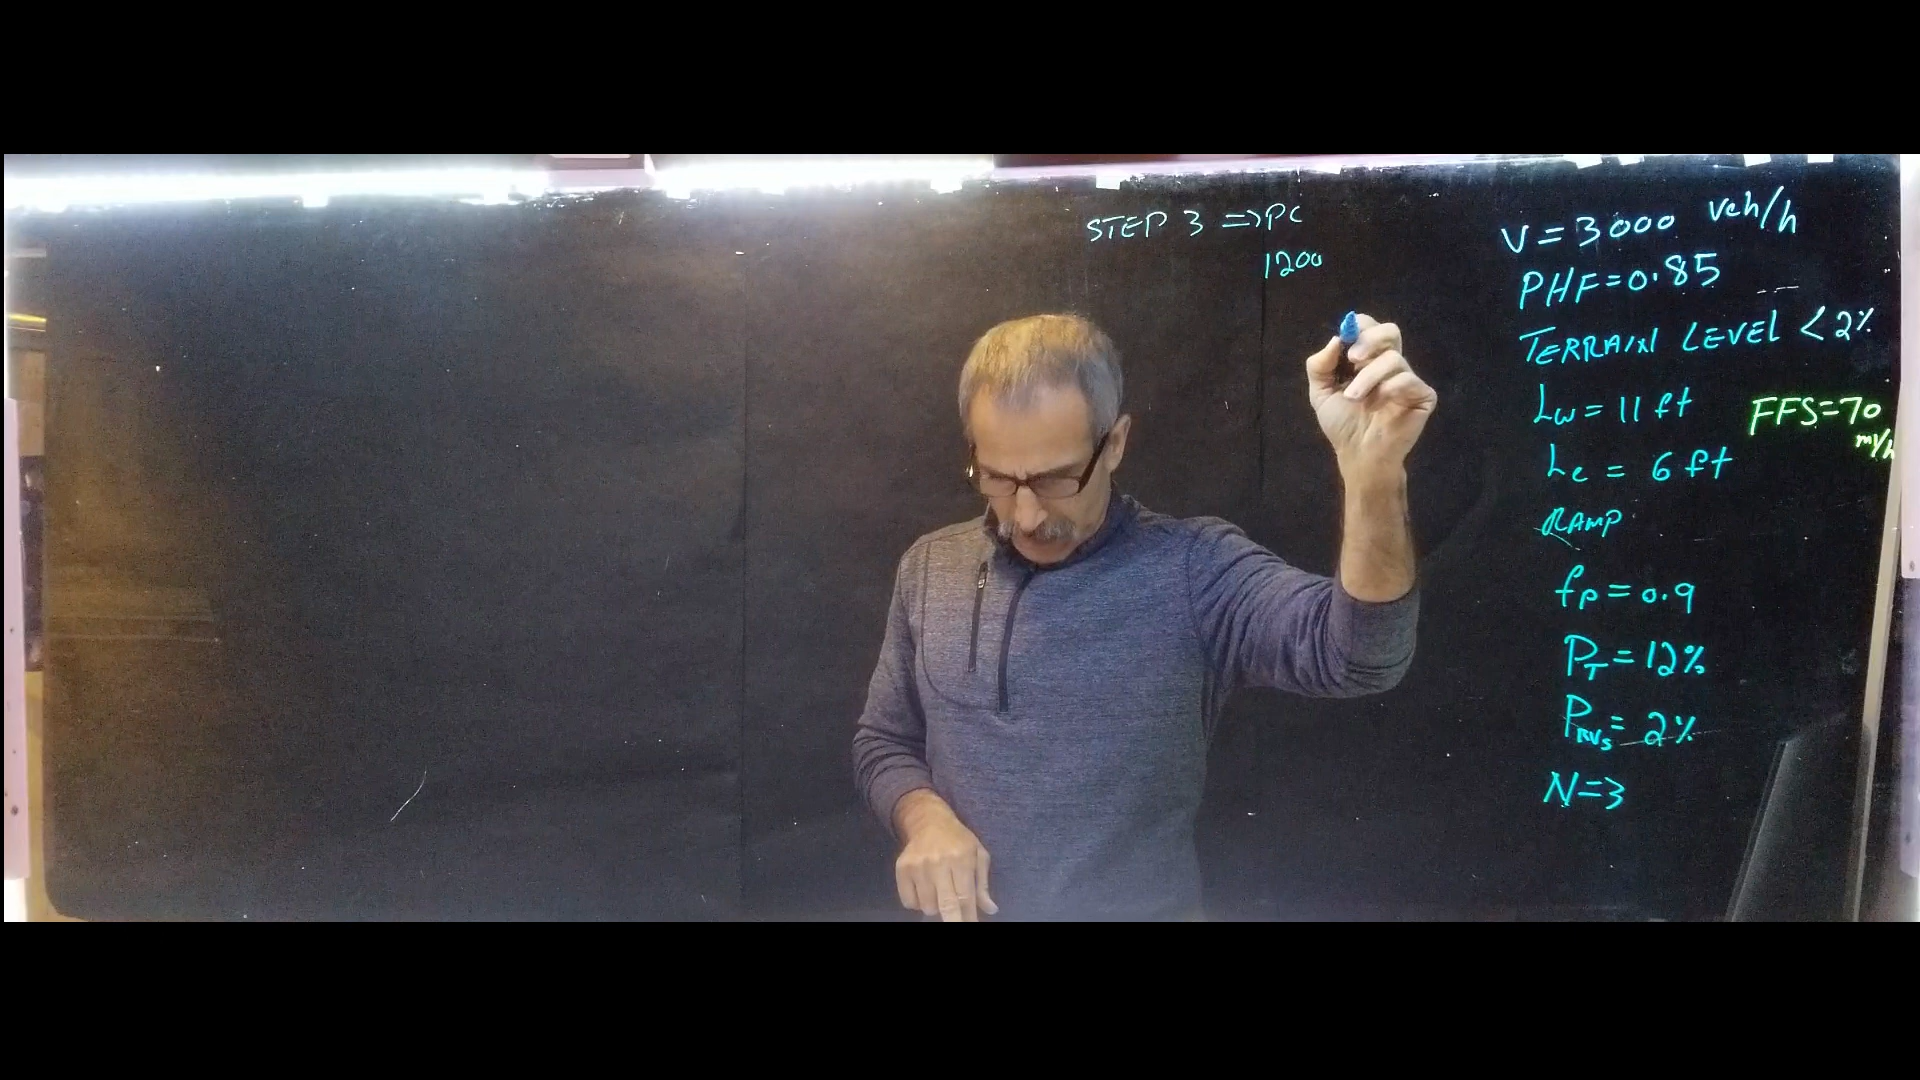 STEP 3 => PC
1200
V = 3000 veh/h
PHF = 0.85
TERRAIN LEVEL < 2%
Lw = 11 ft
FFS = 70
mi/h
Lc = 6 ft
RAMP
fp = 0.9
PT = 12%
PRVs = 2%
N = 3